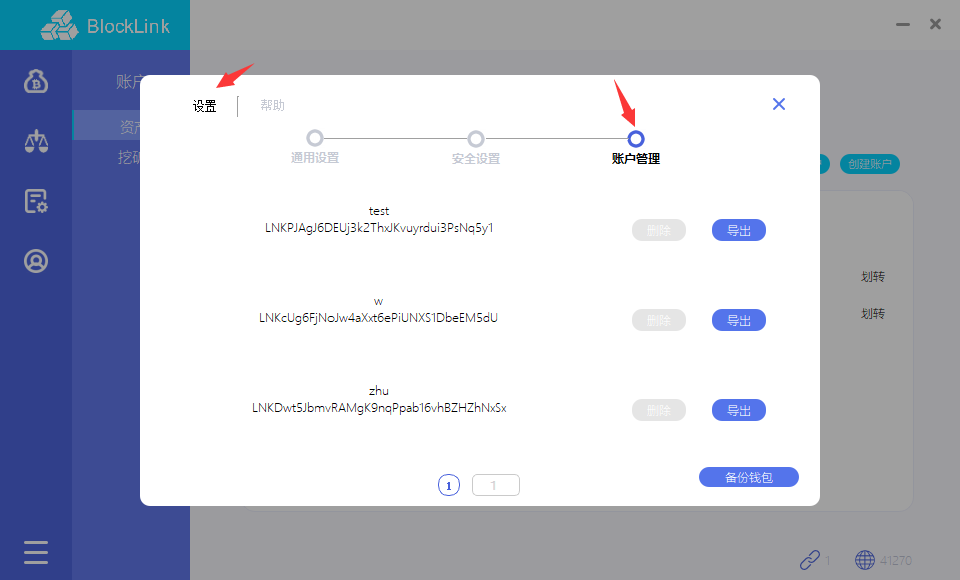 BlockLink
账户
资产
挖矿
设置
帮助
通用设置
安全设置
账户管理
创建账户
test
LNKPJAgJ6DEUj3k2ThxJKvuyrdui3PsNq5y1
删除
导出
划转
w
LNKcUg6FjNoJw4aXxt6ePiUNXS1DbeEM5dU
删除
导出
划转
zhu
LNKDwt5JbmvRAMgK9nqPpab16vhBZHZhNxSx
删除
导出
1
1
备份钱包
1
41270